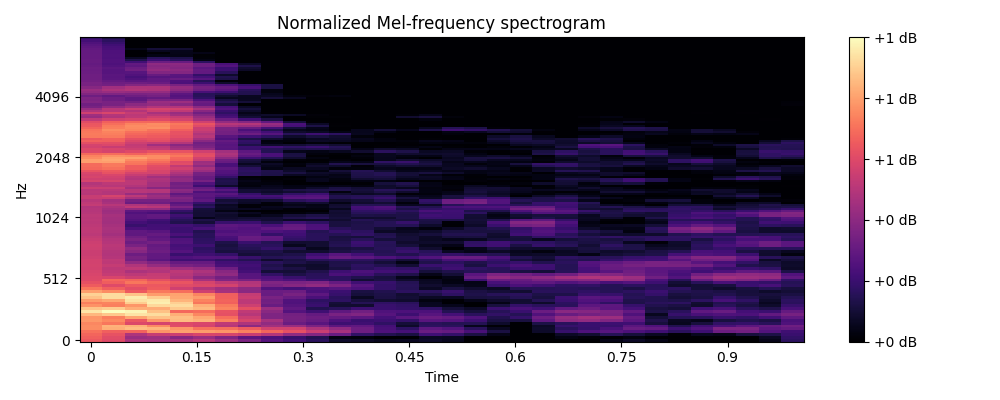 Normalized Mel-frequency spectrogram
Hz
4096
2048
1024
512
0
0 0.15 0.3 0.45 0.6 0.75 0.9
Time
+1 dB
+1 dB
+1 dB
+0 dB
+0 dB
+0 dB